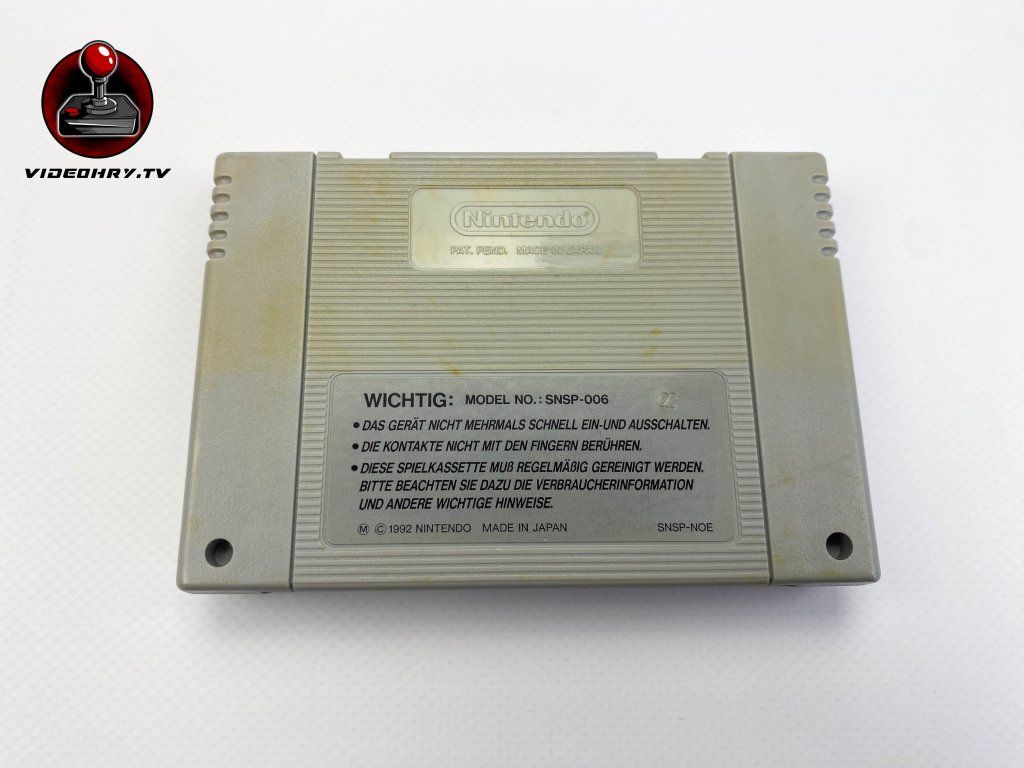 VIDEOHRY.TV
Nintendo®
PAT. PEND. MADE IN JAPAN
WICHTIG: MODEL NO.: SNSP-006
• DAS GERÄT NICHT MEHRMALS SCHNELL EIN-UND AUSSCHALTEN.
• DIE KONTAKTE NICHT MIT DEN FINGERN BERÜHREN.
• DIESE SPIELKASSETTE MUß REGELMÄßIG GEREINIGT WERDEN.
BITTE BEACHTEN SIE DAZU DIE VERBRAUCHERINFORMATION
UND ANDERE WICHTIGE HINWEISE.
Ⓜ © 1992 NINTENDO MADE IN JAPAN SNSP-NOE